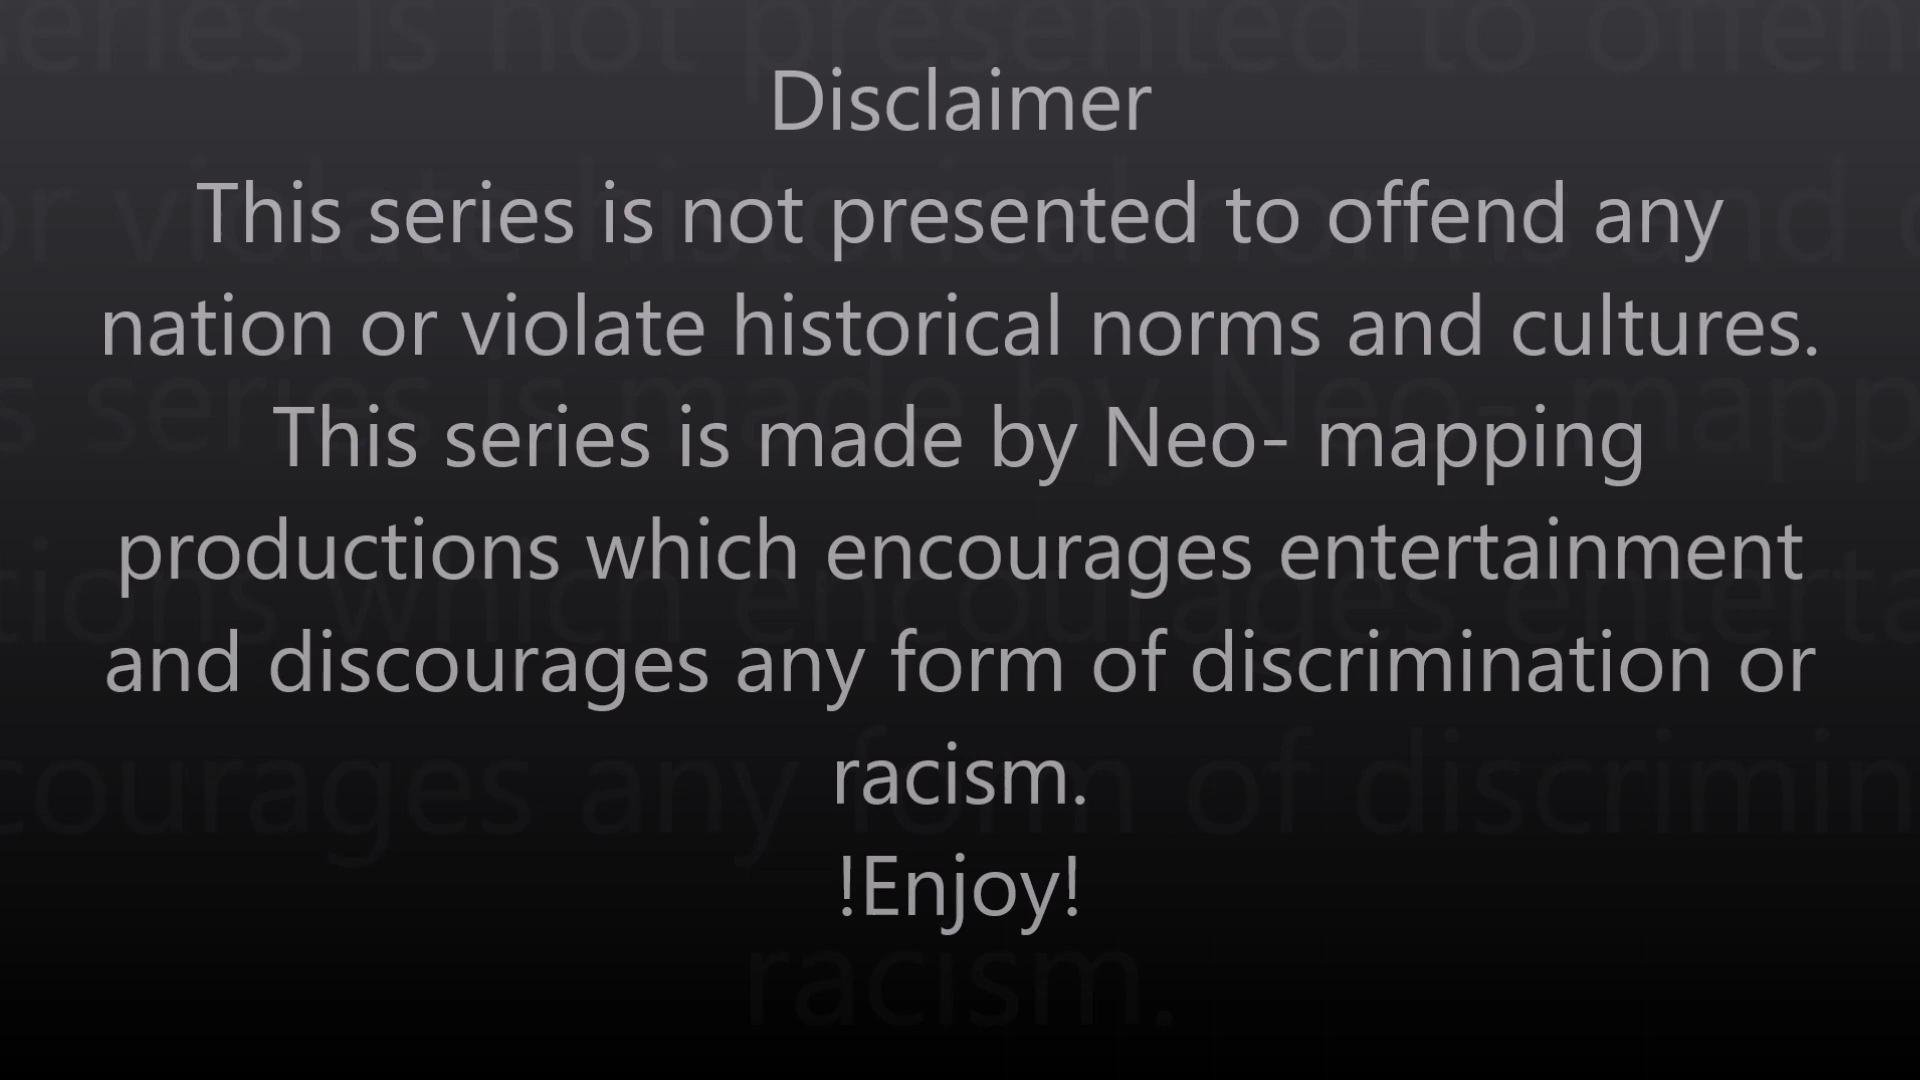 Disclaimer
This series is not presented to offend any
nation or violate historical norms and cultures.
This series is made by Neo- mapping
productions which encourages entertainment
and discourages any form of discrimination or
racism.
!Enjoy!